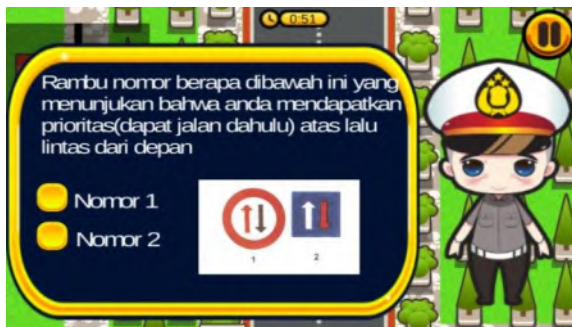 0:51
Rambu nomor berapa dibawah ini yang
menunjukan bahwa anda mendapatkan
prioritas(dapat jalan dahulu) atas lalu
lintas dari depan
Nomor 1
Nomor 2
1 2